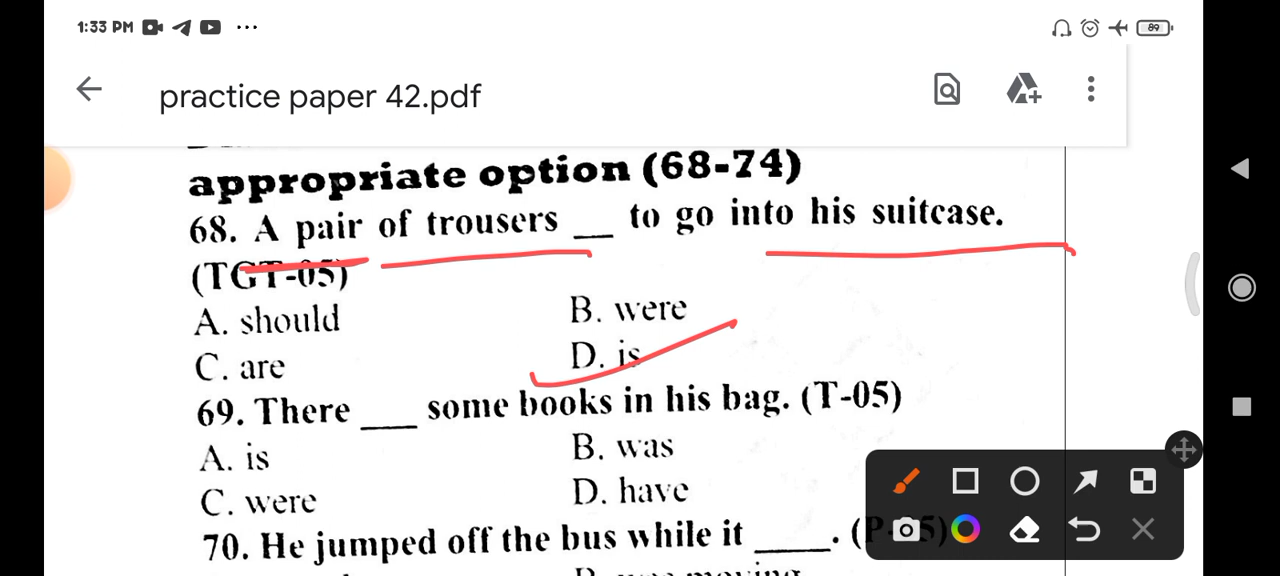 1:33 PM ...
89
practice paper 42.pdf
appropriate option (68-74)
68. A pair of trousers __ to go into his suitcase.
(TGT-05)
A. should B. were
C. are D. is
69. There ___ some books in his bag. (T-05)
A. is B. was
C. were D. have
70. He jumped off the bus while it ____. (